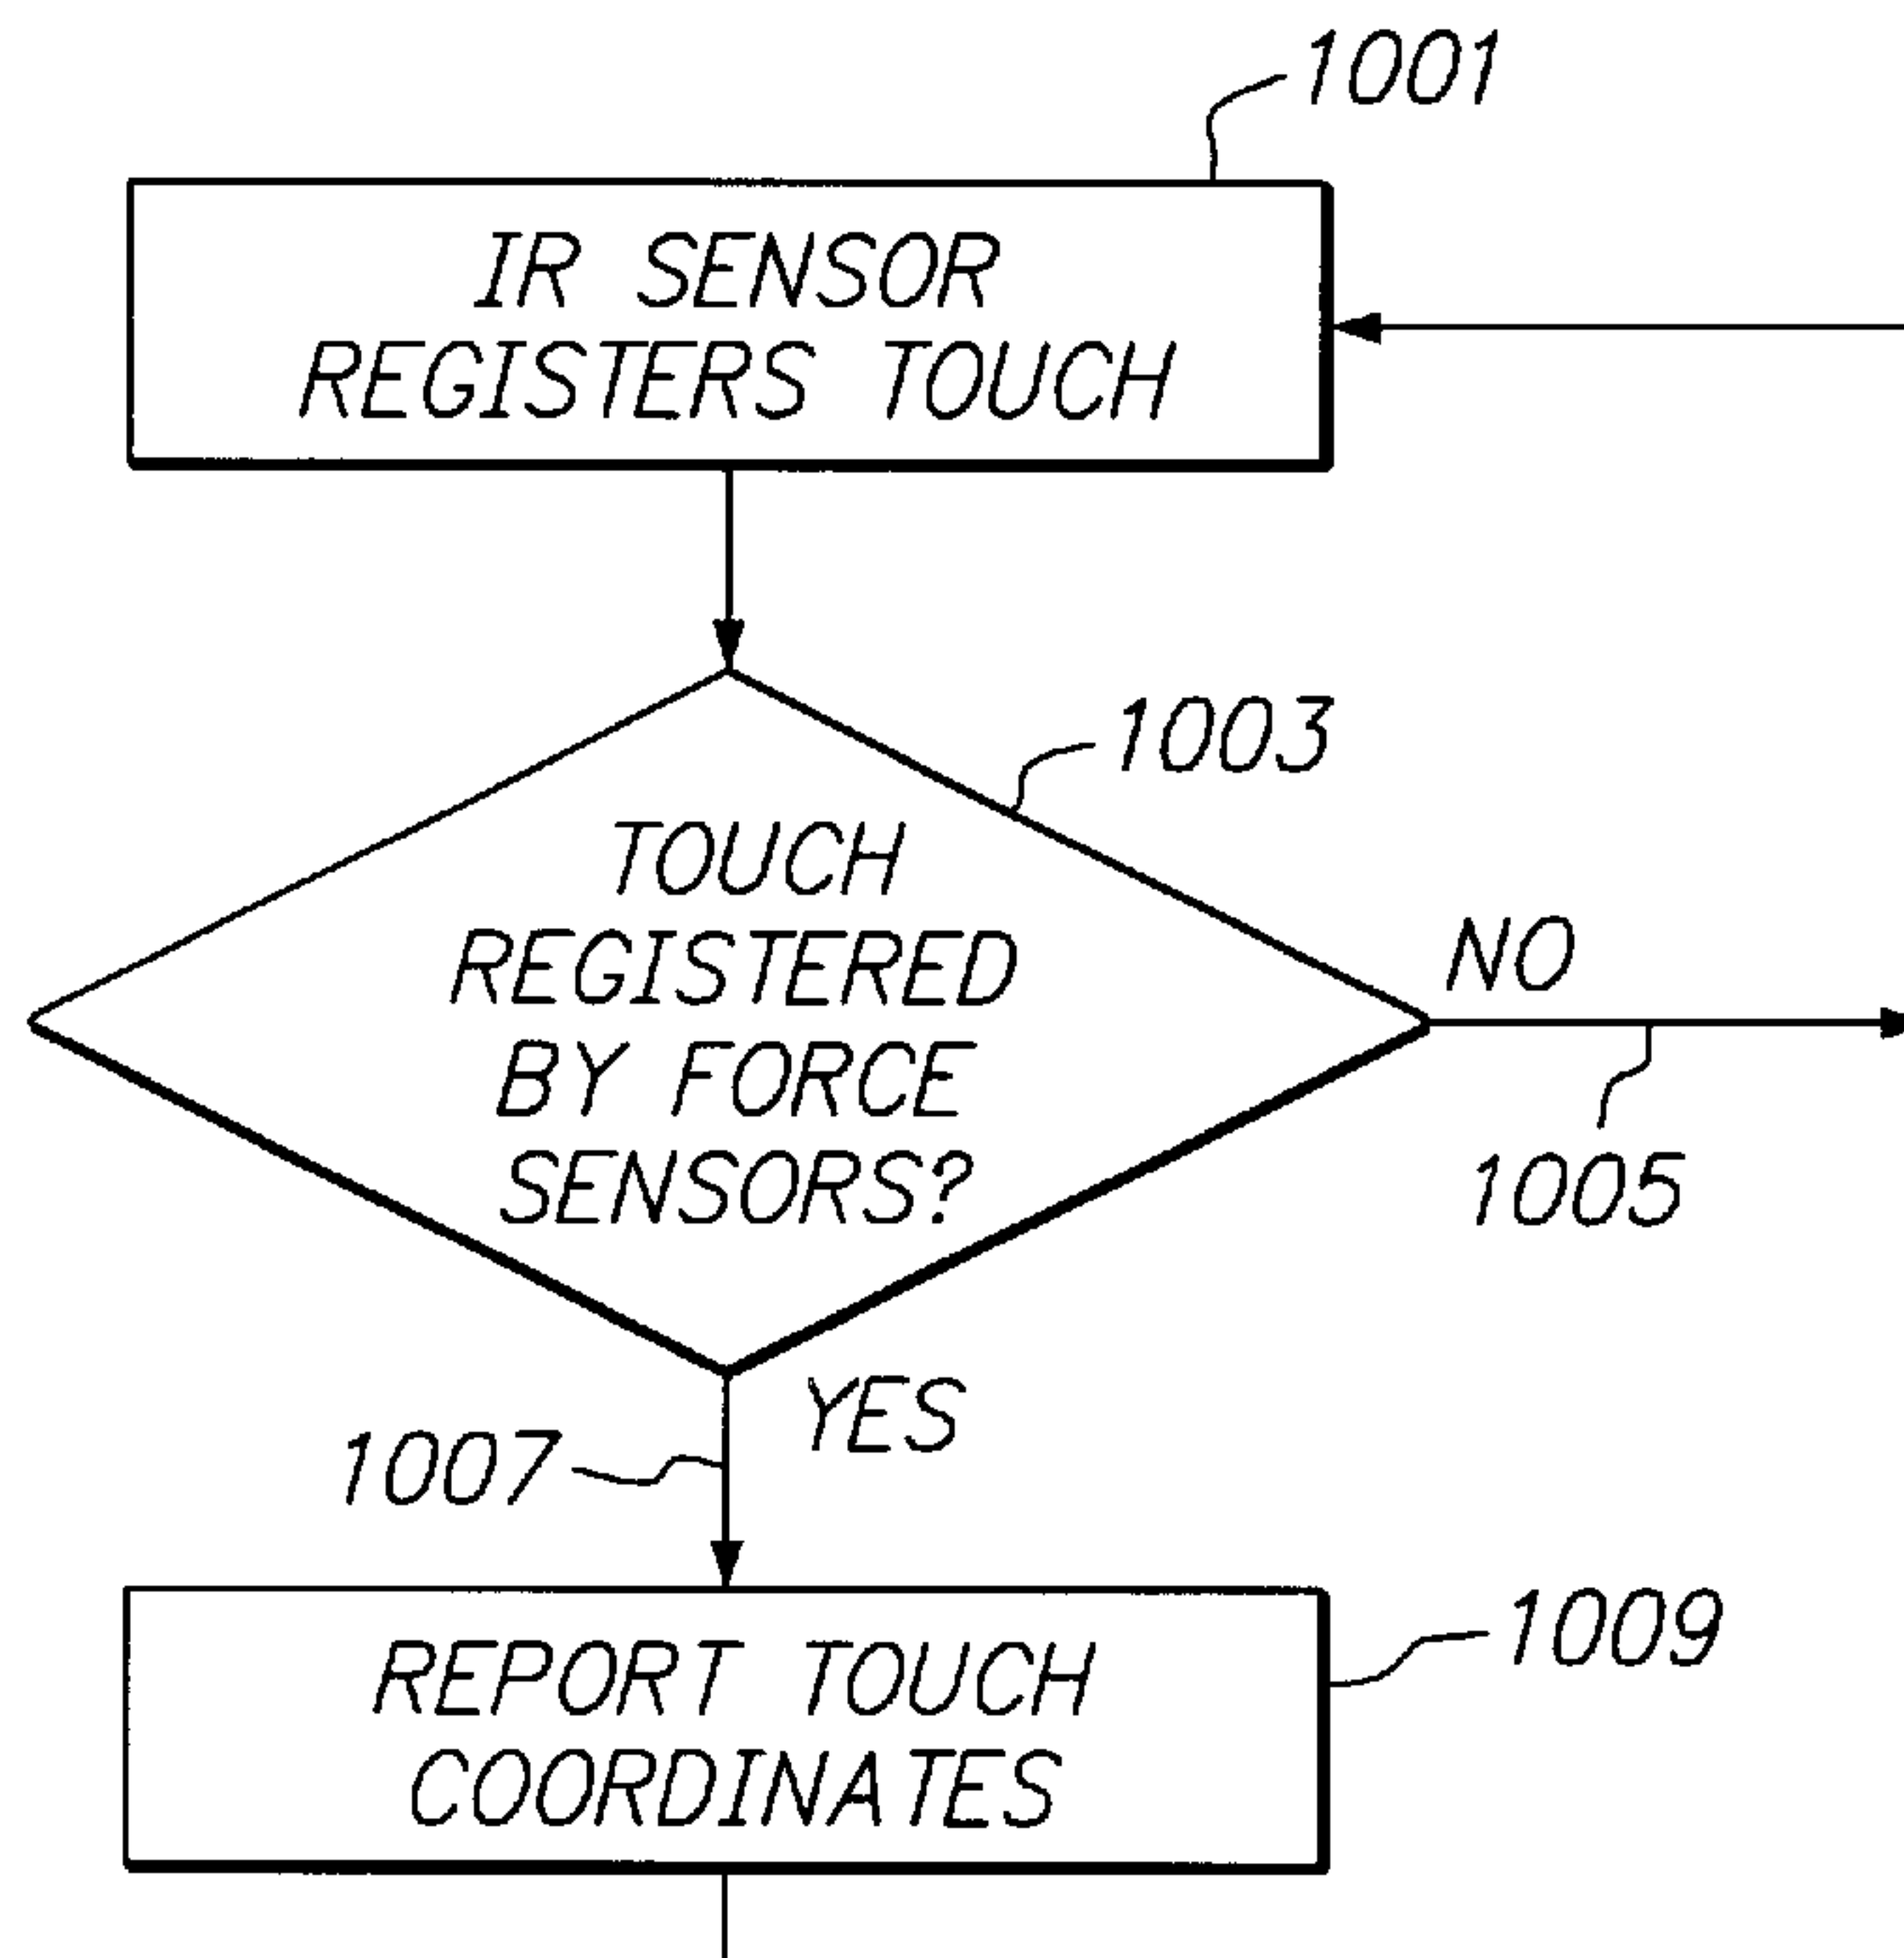 1001
IR SENSOR
REGISTERS TOUCH
1003
TOUCH
REGISTERED
BY FORCE
SENSORS?
NO
1005
YES
1007
REPORT TOUCH
COORDINATES
1009